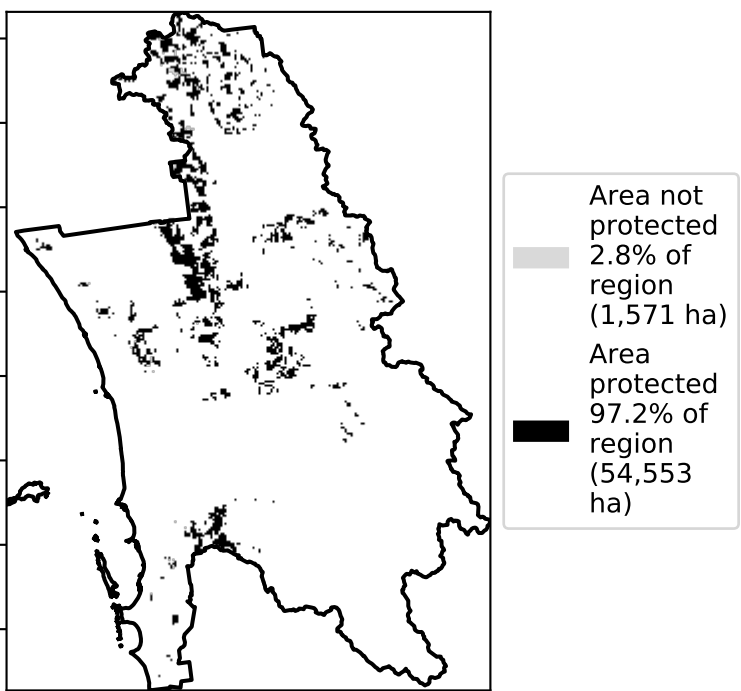 Area not
protected
2.8% of
region
(1,571 ha)
Area
protected
97.2% of
region
(54,553
ha)